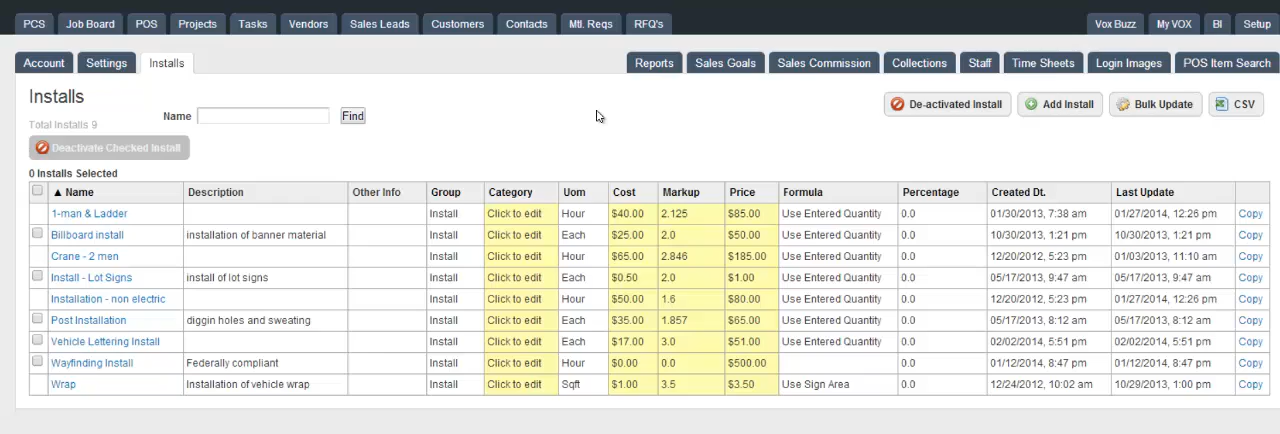 PCS Job Board POS Projects Tasks Vendors Sales Leads Customers Contacts Mtl. Reqs RFQ's Vox Buzz My VOX BI Setup
Account Settings Installs Reports Sales Goals Sales Commission Collections Staff Time Sheets Login Images POS Item Search
Installs
Total Installs 9
Name Find
De-activated Install Add Install Bulk Update CSV
Deactivate Checked Install
0 Installs Selected
▲ Name Description Other Info Group Category Uom Cost Markup Price Formula Percentage Created Dt. Last Update
1-man & Ladder Install Click to edit Hour $40.00 2.125 $85.00 Use Entered Quantity 0.0 01/30/2013, 7:38 am 01/27/2014, 12:26 pm Copy
Billboard install installation of banner material Install Click to edit Each $25.00 2.0 $50.00 Use Entered Quantity 0.0 10/30/2013, 1:21 pm 10/30/2013, 1:21 pm Copy
Crane - 2 men Install Click to edit Hour $65.00 2.846 $185.00 Use Entered Quantity 0.0 12/20/2012, 5:23 pm 01/03/2013, 11:10 am Copy
Install - Lot Signs install of lot signs Install Click to edit Each $0.50 2.0 $1.00 Use Entered Quantity 0.0 05/17/2013, 9:47 am 05/17/2013, 9:47 am Copy
Installation - non electric Install Click to edit Hour $50.00 1.6 $80.00 Use Entered Quantity 0.0 12/20/2012, 5:23 pm 01/27/2014, 12:26 pm Copy
Post Installation diggin holes and sweating Install Click to edit Each $35.00 1.857 $65.00 Use Entered Quantity 0.0 05/17/2013, 8:12 am 05/17/2013, 8:12 am Copy
Vehicle Lettering Install Install Click to edit Each $17.00 3.0 $51.00 Use Entered Quantity 0.0 02/02/2014, 5:51 pm 02/02/2014, 5:51 pm Copy
Wayfinding Install Federally compliant Install Click to edit Hour $0.00 0.0 $500.00 0.0 01/12/2014, 8:47 pm 01/12/2014, 8:47 pm Copy
Wrap Installation of vehicle wrap Install Click to edit Sqft $1.00 3.5 $3.50 Use Sign Area 0.0 12/24/2012, 10:02 am 10/29/2013, 1:00 pm Copy